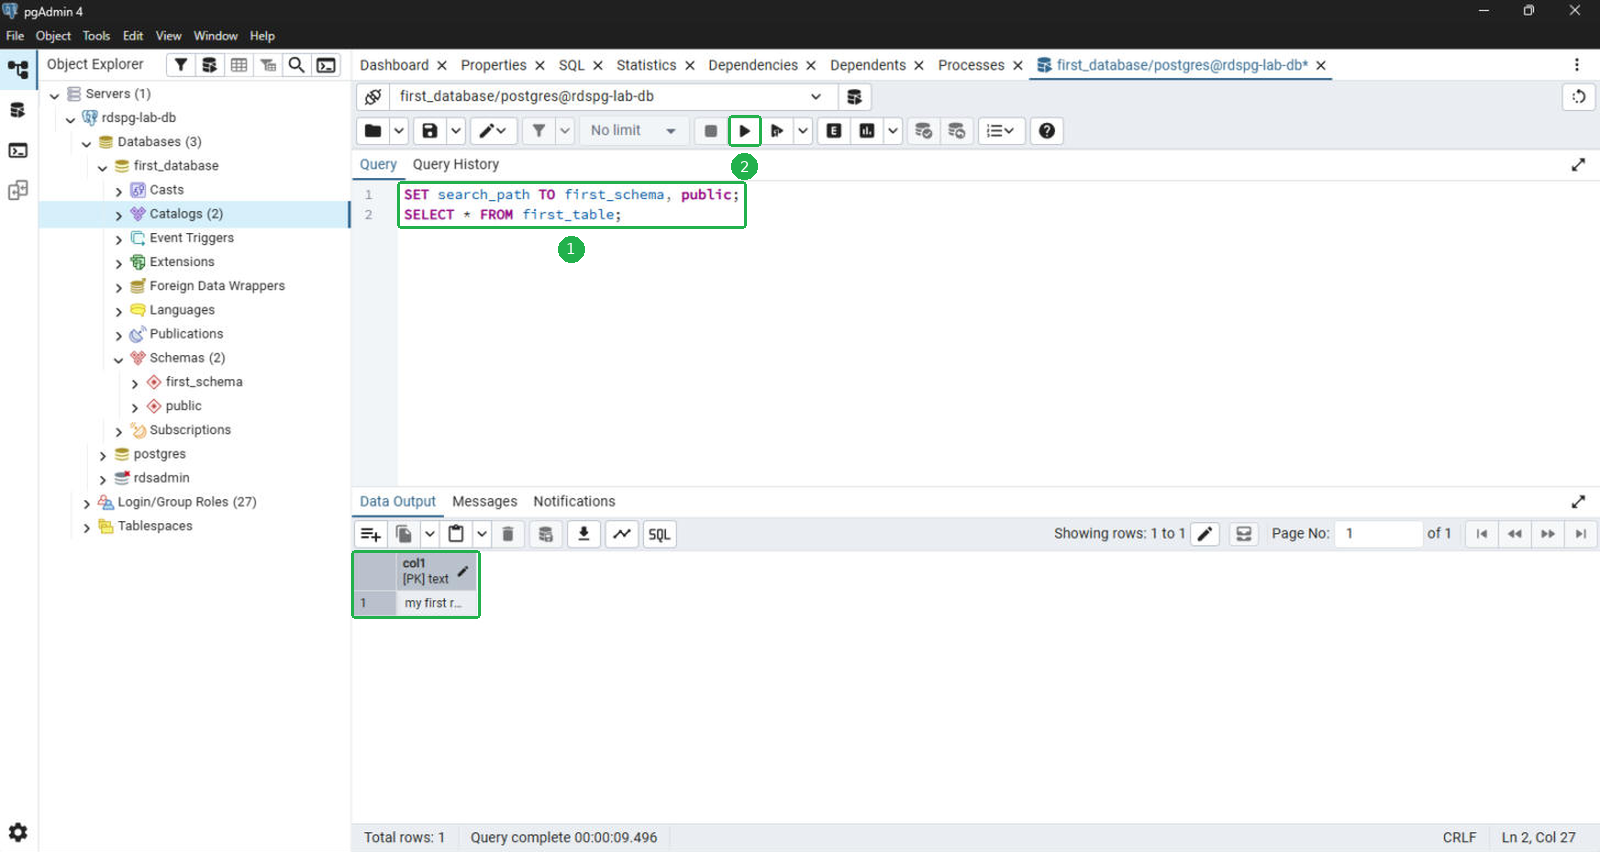 pgAdmin 4
File Object Tools Edit View Window Help
Object Explorer
Dashboard Properties SQL Statistics Dependencies Dependents Processes first_database/postgres@rdspg-lab-db*
Servers (1)
rdspg-lab-db
Databases (3)
first_database
Casts
Catalogs (2)
Event Triggers
Extensions
Foreign Data Wrappers
Languages
Publications
Schemas (2)
first_schema
public
Subscriptions
postgres
rdsadmin
Login/Group Roles (27)
Tablespaces
first_database/postgres@rdspg-lab-db
No limit E
Query Query History 2
1 SET search_path TO first_schema, public;
2 SELECT * FROM first_table;
1
Data Output Messages Notifications
SQL Showing rows: 1 to 1 Page No: 1 of 1
col1
[PK] text
1 my first r...
Total rows: 1 Query complete 00:00:09.496 CRLF Ln 2, Col 27